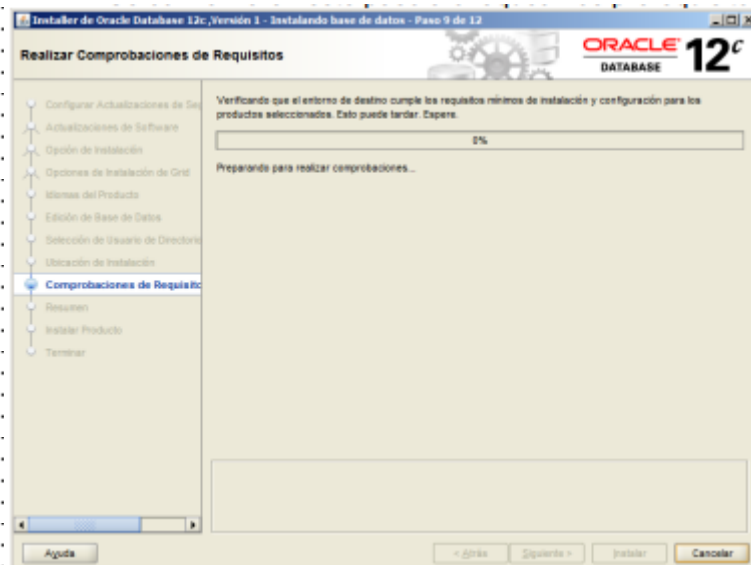 Installer de Oracle Database 12c, Versión 1 - Instalando base de datos - Paso 9 de 12
Realizar Comprobaciones de Requisitos
ORACLE
DATABASE
12c
Configurar Actualizaciones de Seg
Actualizaciones de Software
Opción de Instalación
Opciones de Instalación de Grid
Idiomas del Producto
Edición de Base de Datos
Selección de Usuario de Directorio
Ubicación de Instalación
Comprobaciones de Requisito
Resumen
Instalar Producto
Terminar
Verificando que el entorno de destino cumple los requisitos mínimos de instalación y configuración para los
productos seleccionados. Esto puede tardar. Espere.
0%
Preparando para realizar comprobaciones...
Ayuda
< Atrás
Siguiente >
Instalar
Cancelar